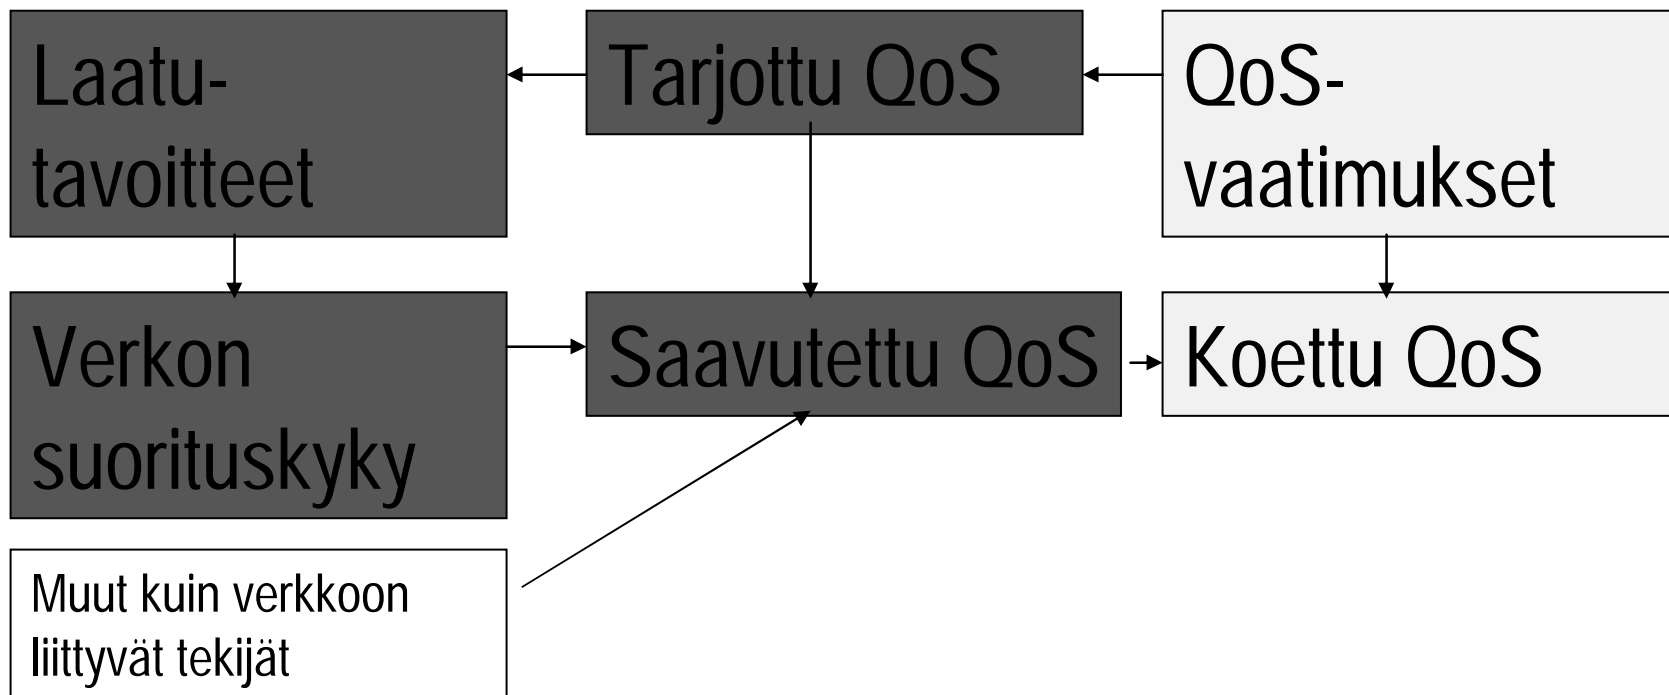 Laatu-
tavoitteet
Tarjottu QoS
QoS-
vaatimukset
Verkon
suorituskyky
Saavutettu QoS
Koettu QoS
Muut kuin verkkoon
liittyvät tekijät